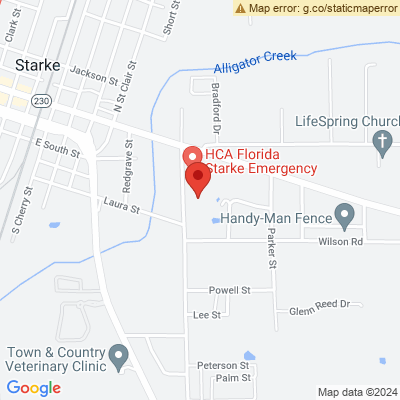 Map error: g.co/staticmaperror
Clark St
Short St
Alligator Creek
Starke
Jackson St
N St Clair St
Bradford Dr
230
LifeSpring Church
E South St
Redgrave St
HCA Florida
Starke Emergency
S Cherry St
Laura St
Handy-Man Fence
Wilson Rd
Parker St
Powell St
Glenn Reed Dr
Lee St
Town & Country
Veterinary Clinic
Peterson St
Palm St
Google
Map data ©2024